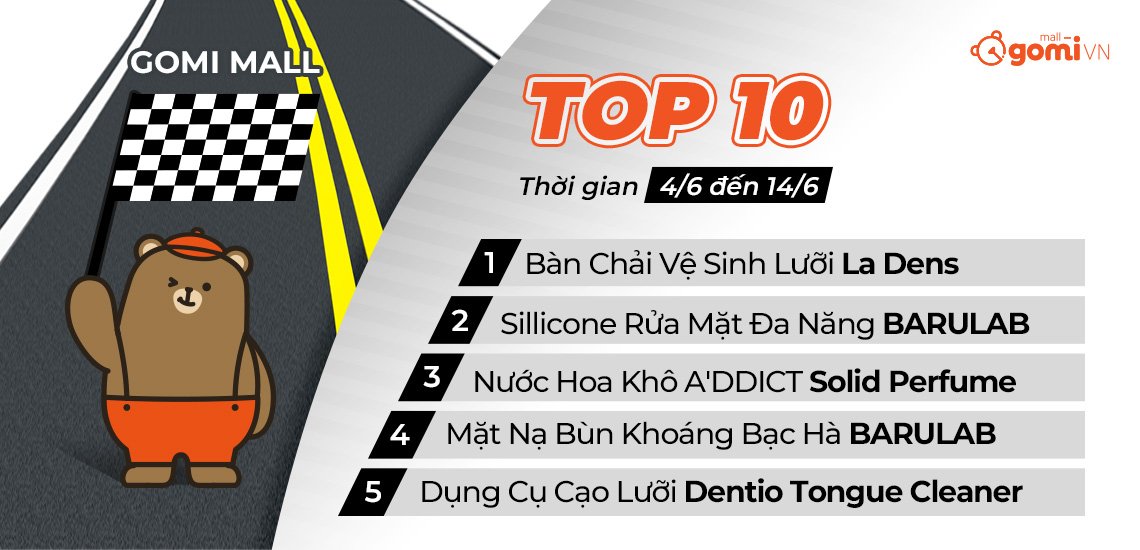 GOMI MALL
mall
gomi VN
TOP 10
Thời gian 4/6 đến 14/6
1 Bàn Chải Vệ Sinh Lưỡi La Dens
2 Sillicone Rửa Mặt Đa Năng BARULAB
3 Nước Hoa Khô A'DDICT Solid Perfume
4 Mặt Nạ Bùn Khoáng Bạc Hà BARULAB
5 Dụng Cụ Cạo Lưỡi Dentio Tongue Cleaner